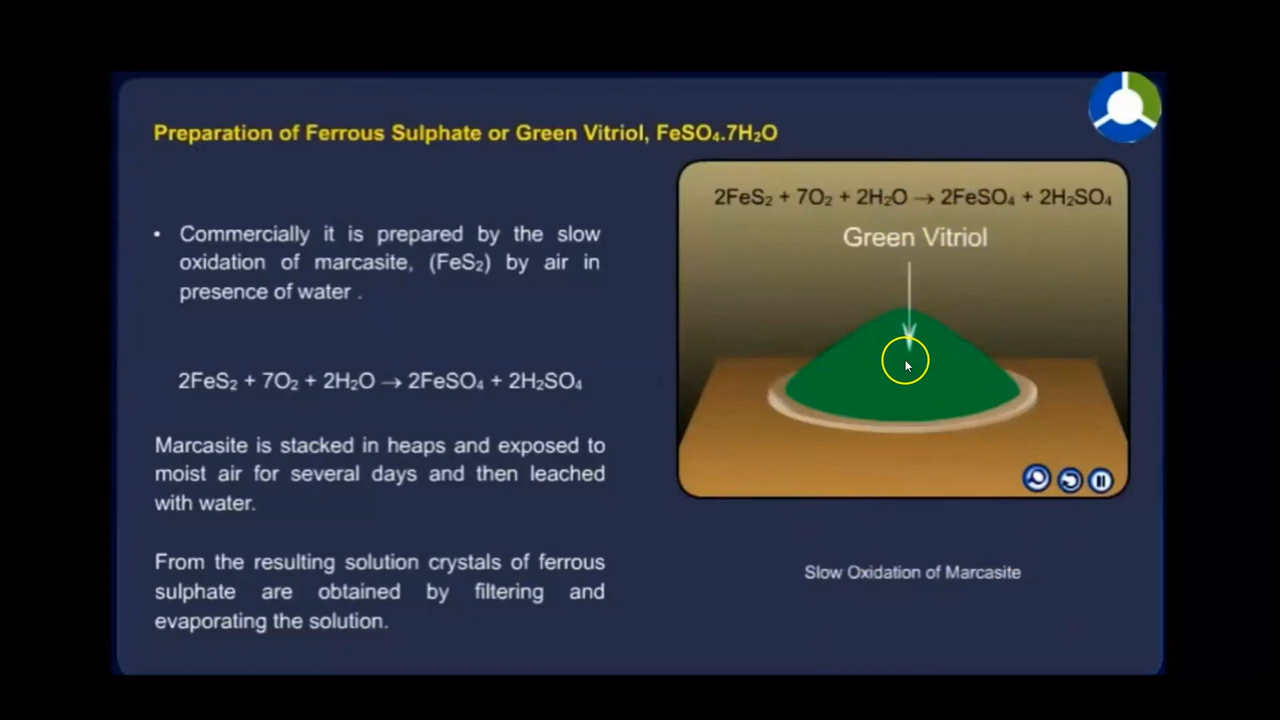 Preparation of Ferrous Sulphate or Green Vitriol, FeSO₄.7H₂O
• Commercially it is prepared by the slow
oxidation of marcasite, (FeS₂) by air in
presence of water .
2FeS₂ + 7O₂ + 2H₂O → 2FeSO₄ + 2H₂SO₄
Marcasite is stacked in heaps and exposed to
moist air for several days and then leached
with water.
From the resulting solution crystals of ferrous
sulphate are obtained by filtering and
evaporating the solution.
2FeS₂ + 7O₂ + 2H₂O → 2FeSO₄ + 2H₂SO₄
Green Vitriol
Slow Oxidation of Marcasite